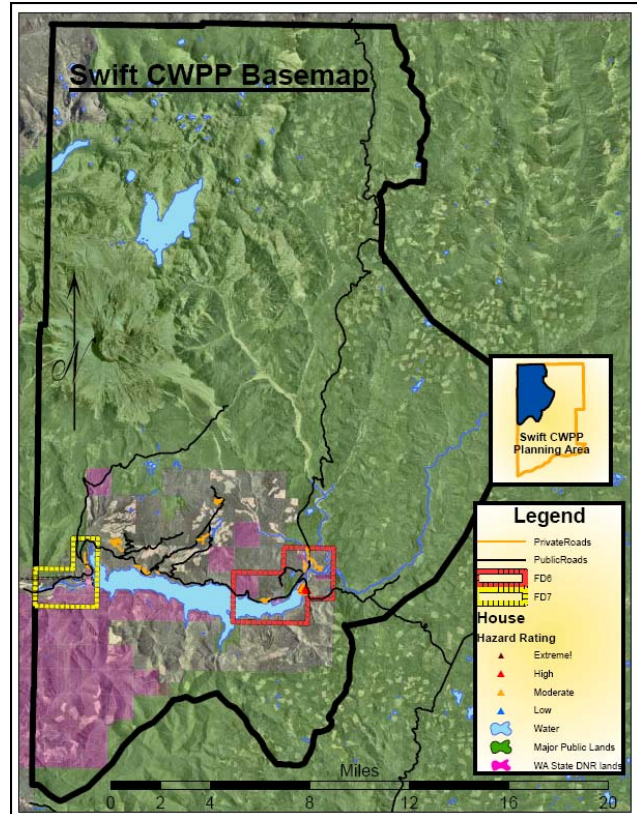 Swift CWPP Basemap
N
Swift CWPP
Planning Area
Legend
PrivateRoads
PublicRoads
FD6
FD7
House
Hazard Rating
Extreme!
High
Moderate
Low
Water
Major Public Lands
WA State DNR lands
Miles
0 2 4 8 12 16 20